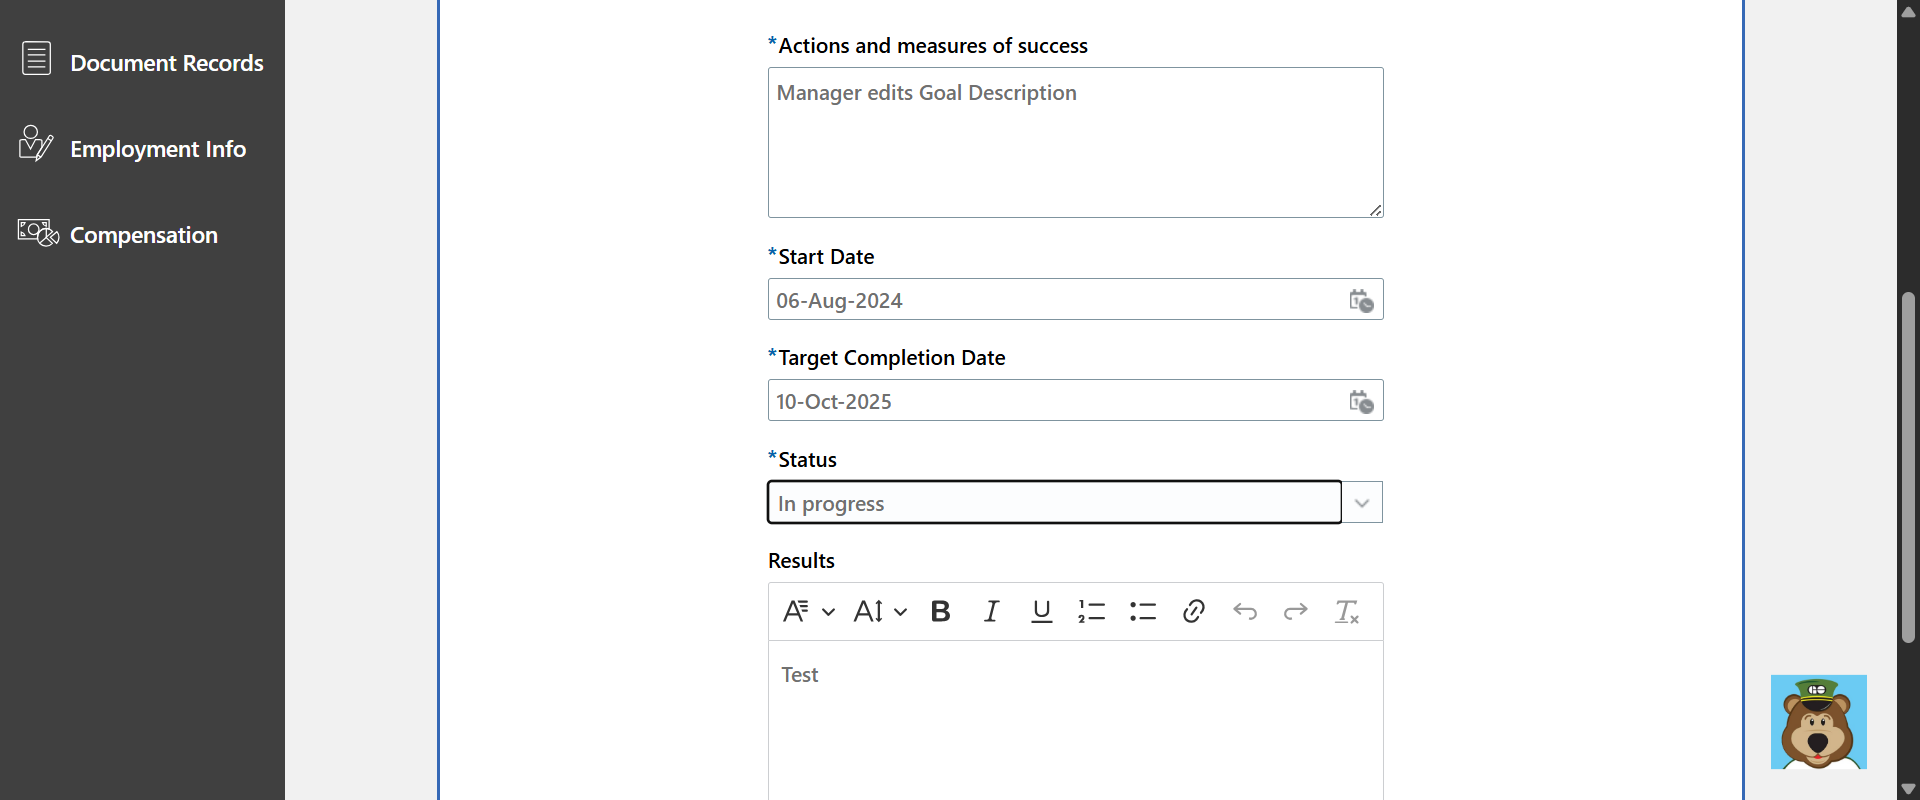 Document Records
Employment Info
Compensation
*Actions and measures of success
Manager edits Goal Description
*Start Date
06-Aug-2024
*Target Completion Date
10-Oct-2025
*Status
In progress
Results
Test
GO